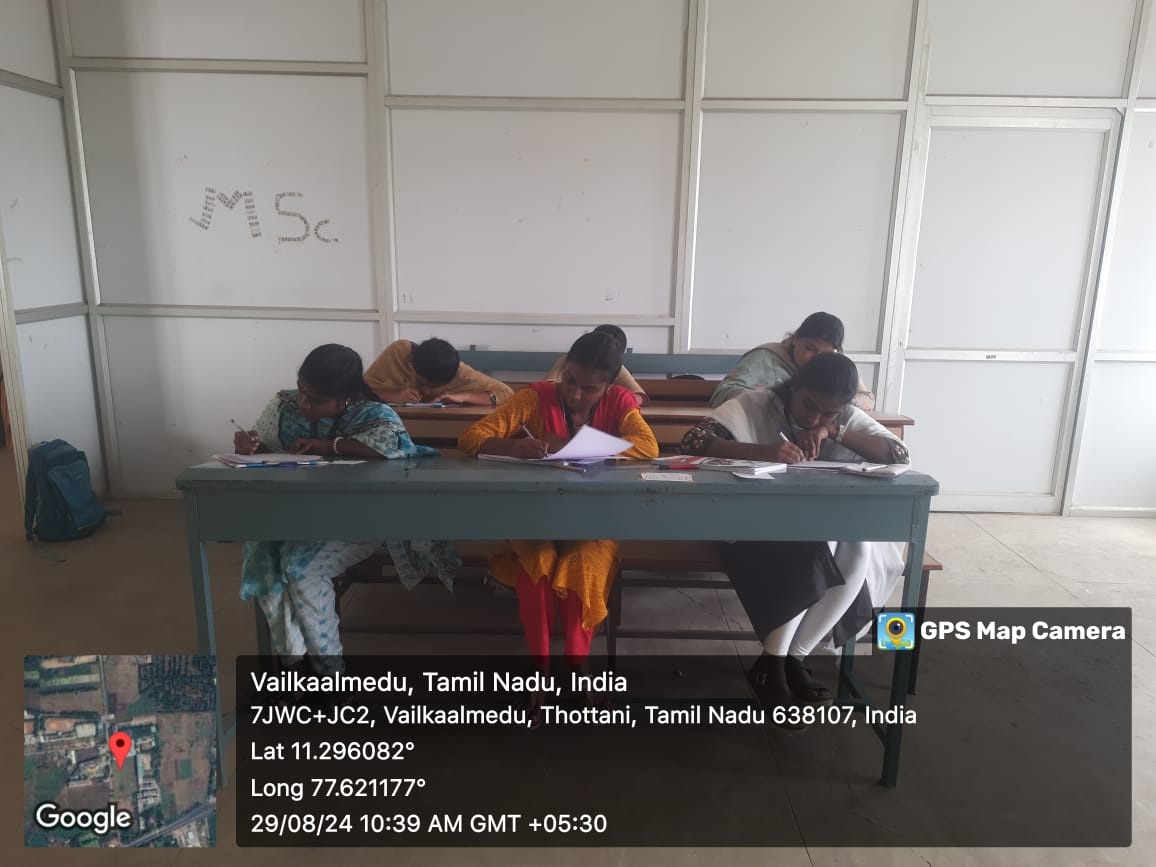 MSc
GPS Map Camera
Vailkaalmedu, Tamil Nadu, India
7JWC+JC2, Vailkaalmedu, Thottani, Tamil Nadu 638107, India
Lat 11.296082°
Long 77.621177°
29/08/24 10:39 AM GMT +05:30
Google